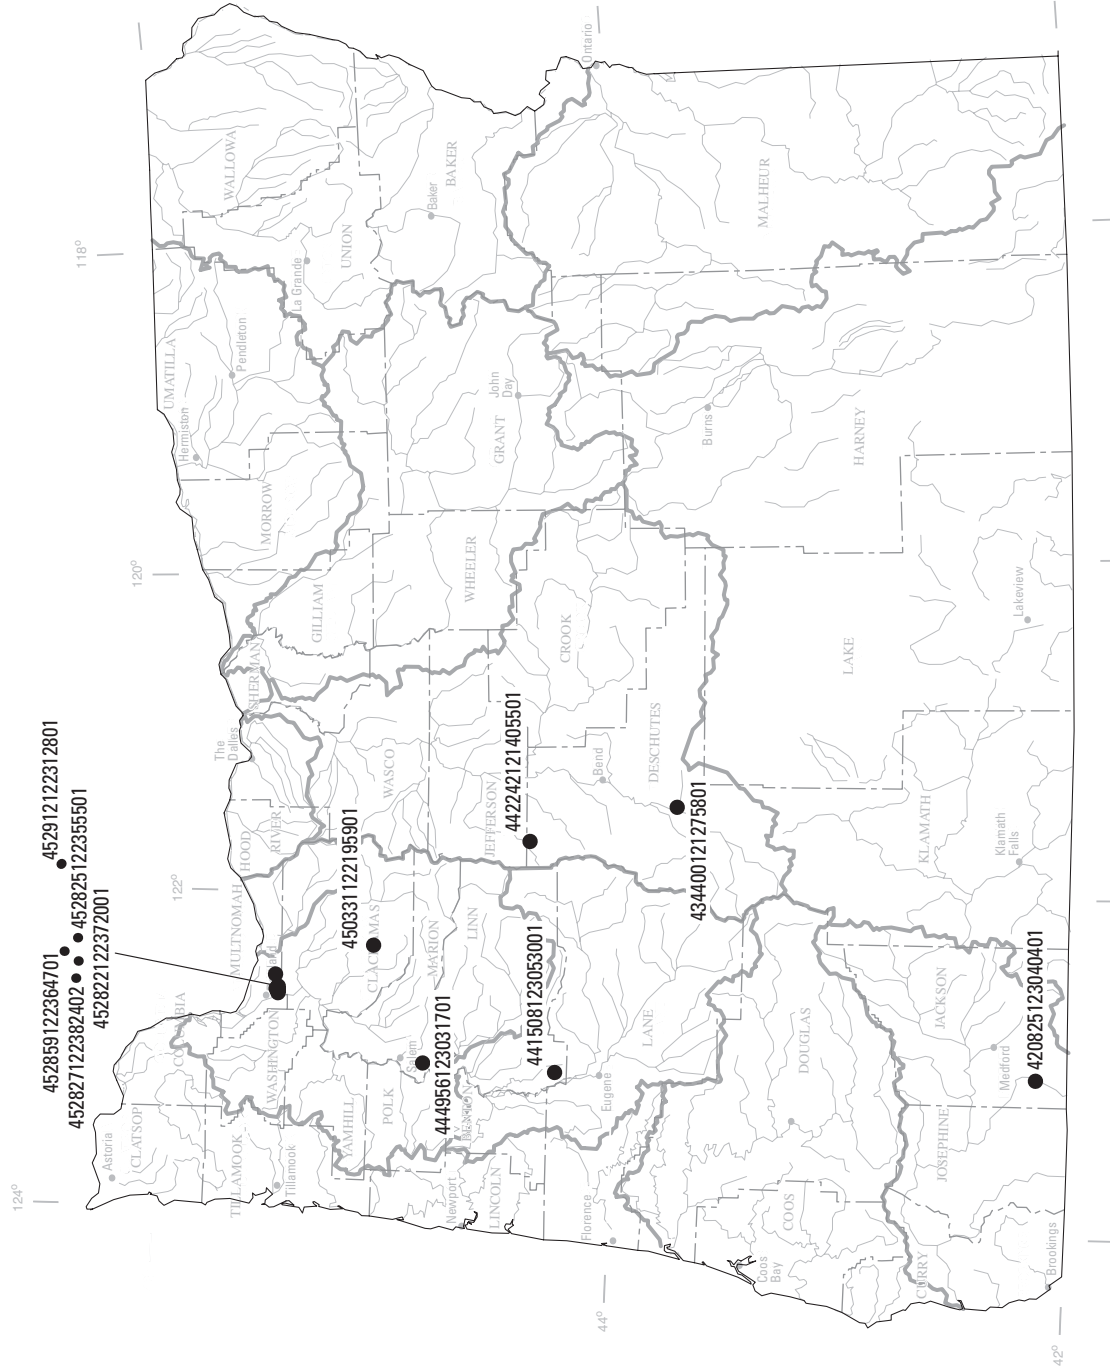 124°
122°
120°
118°
44°
42°
452859122364701
452827122382402
452822122372001
452825122355501
452912122312801
450331122195901
444956123031701
441508123053001
442242121405501
434400121275801
420825123040401
Astoria
CLATSOP
TILLAMOOK
Tillamook
WASHINGTON
YAMHILL
POLK
Salem
MULTNOMAH
MARION
LINN
Newport
LINCOLN
BENTON
Florence
Eugene
LANE
HOOD
RIVER
The
Dalles
SHERMAN
WASCO
JEFFERSON
GILLIAM
MORROW
WHEELER
CROOK
Bend
DESCHUTES
Hermiston
UMATILLA
Pendleton
La Grande
UNION
WALLOWA
Baker
BAKER
John
Day
GRANT
Ontario
MALHEUR
Burns
HARNEY
LAKE
Lakeview
KLAMATH
Klamath
Falls
DOUGLAS
COOS
Coos
Bay
CURRY
Brookings
JOSEPHINE
JACKSON
Medford